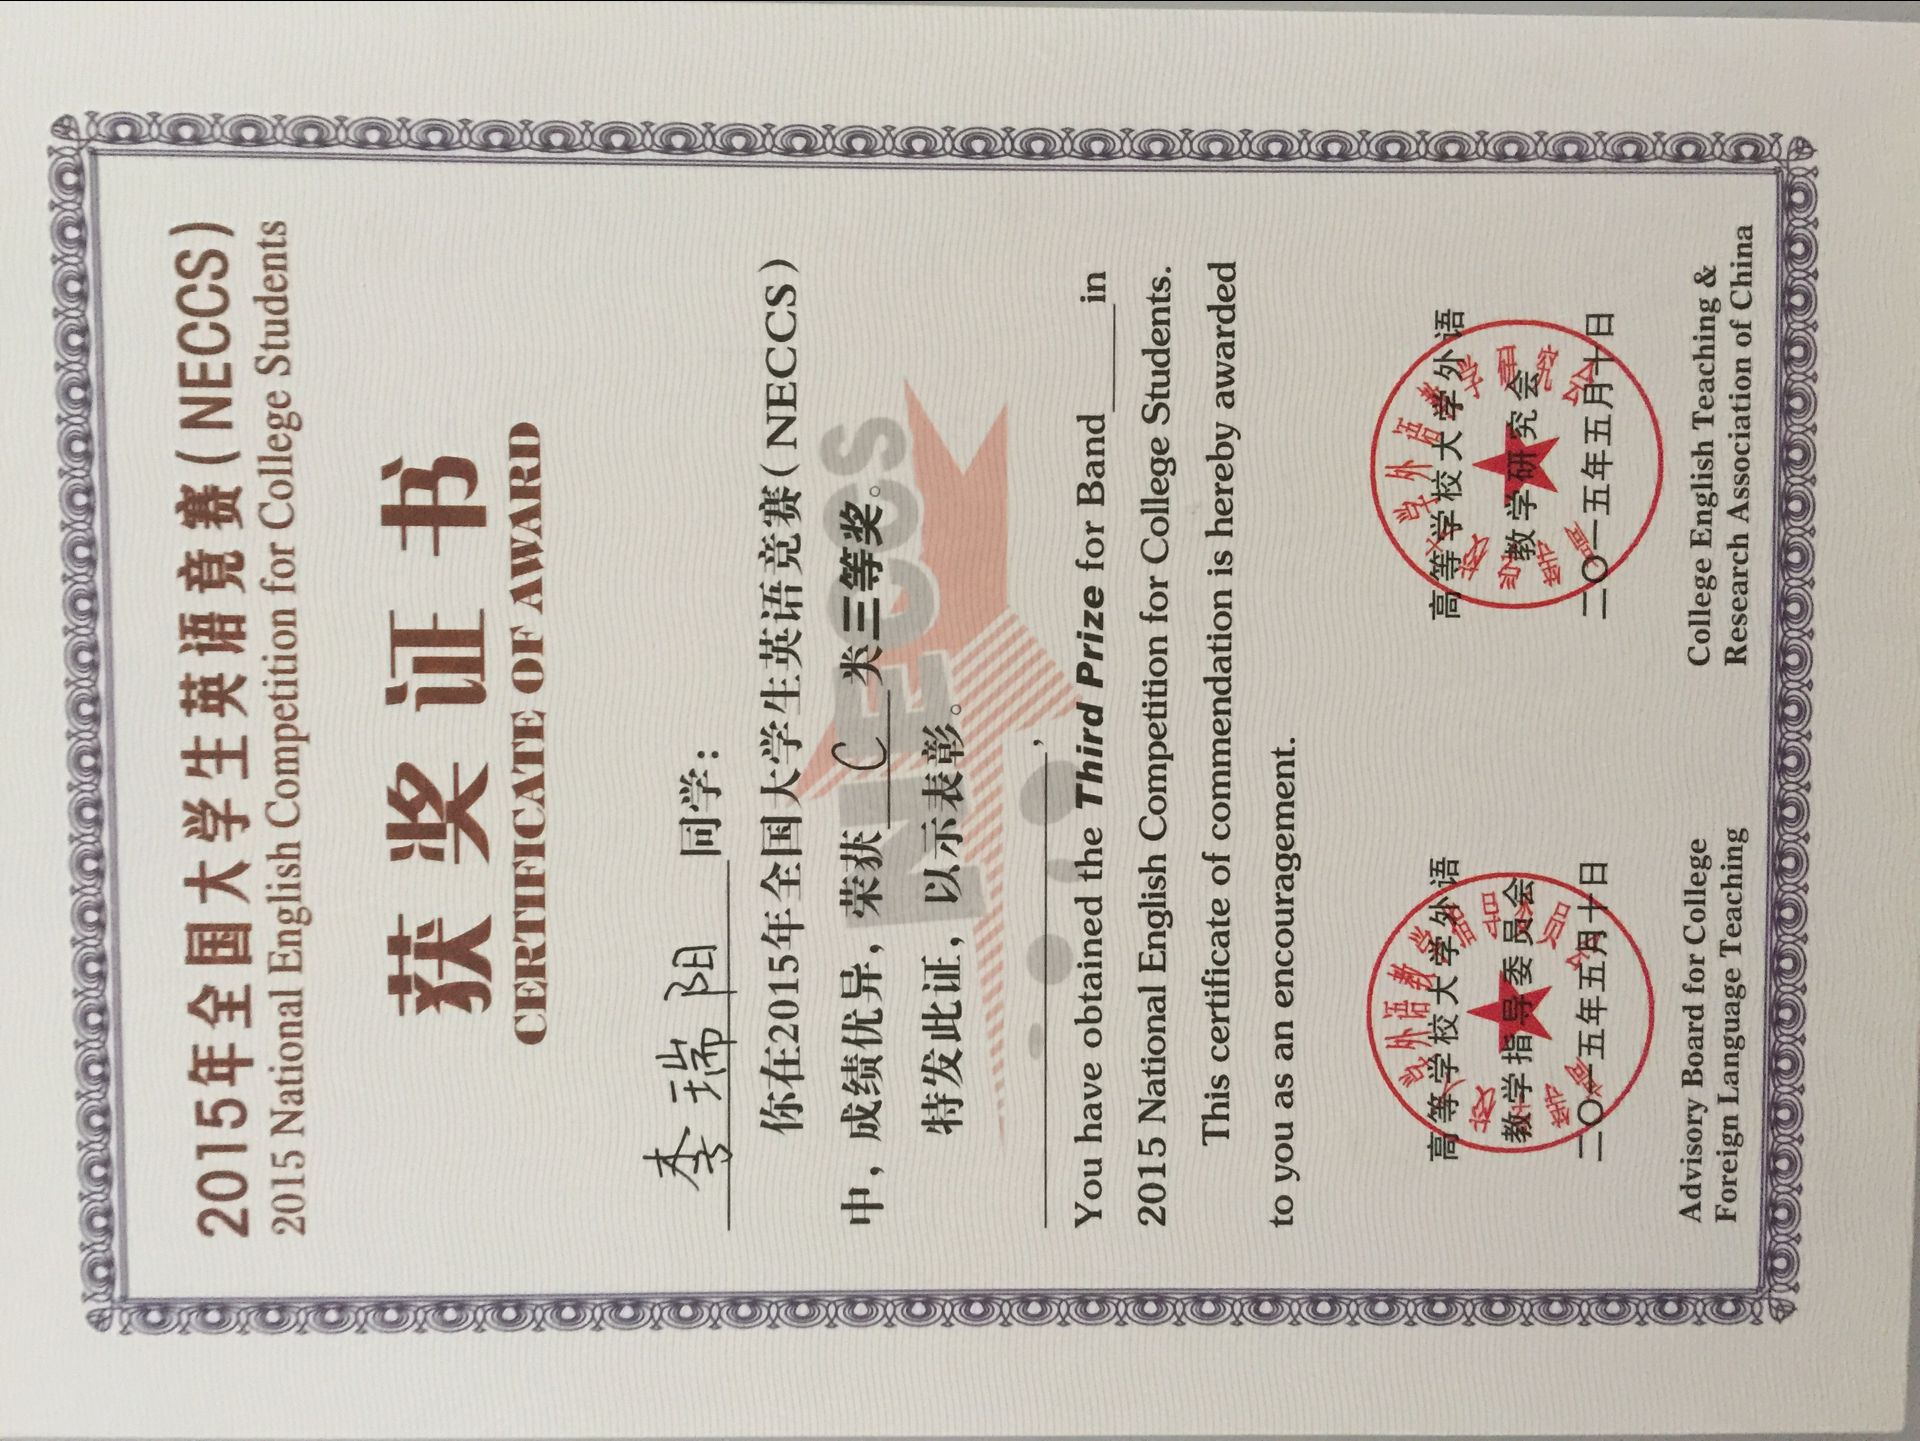 2015年全国大学生英语竞赛(NECCS)
2015 National English Competition for College Students
获奖证书
CERTIFICATE OF AWARD
李瑞阳 同学：
你在2015年全国大学生英语竞赛(NECCS)
中，成绩优异，荣获 C 类三等奖。
特发此证，以示表彰。
NECCS
,
You have obtained the Third Prize for Band in
2015 National English Competition for College Students.
This certificate of commendation is hereby awarded
to you as an encouragement.
高等学校大学外语
教学指导委员会
二〇一五年五月十日
Advisory Board for College
Foreign Language Teaching
高等学校大学外语
教学研究会
二〇一五年五月十日
College English Teaching &
Research Association of China